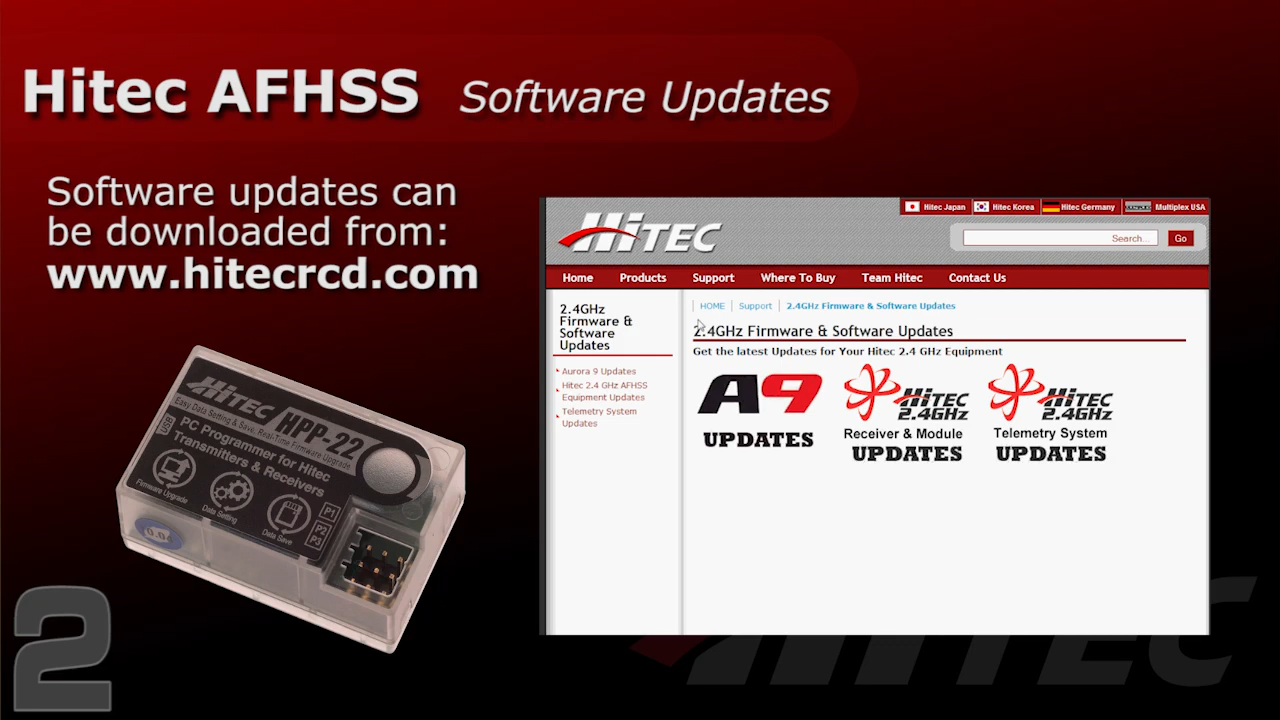 Hitec AFHSS Software Updates
Software updates can
be downloaded from:
www.hitecrcd.com
HiTEC
HPP-22
Easy Data Setting & Save, Real-Time Firmware Upgrade
USB
PC Programmer for Hitec
Transmitters & Receivers
Firmware Upgrade
Data Setting
Data Save
P1
P2
P3
0.04
2
Hitec Japan Hitec Korea Hitec Germany Multiplex USA
HiTEC
Search... Go
Home Products Support Where To Buy Team Hitec Contact Us
2.4GHz
Firmware &
Software
Updates
Aurora 9 Updates
Hitec 2.4 GHz AFHSS
Equipment Updates
Telemetry System
Updates
HOME Support 2.4GHz Firmware & Software Updates
2.4GHz Firmware & Software Updates
Get the latest Updates for Your Hitec 2.4 GHz Equipment
A9
UPDATES
HiTEC
2.4GHz
Receiver & Module
UPDATES
HiTEC
2.4GHz
Telemetry System
UPDATES
HiTEC